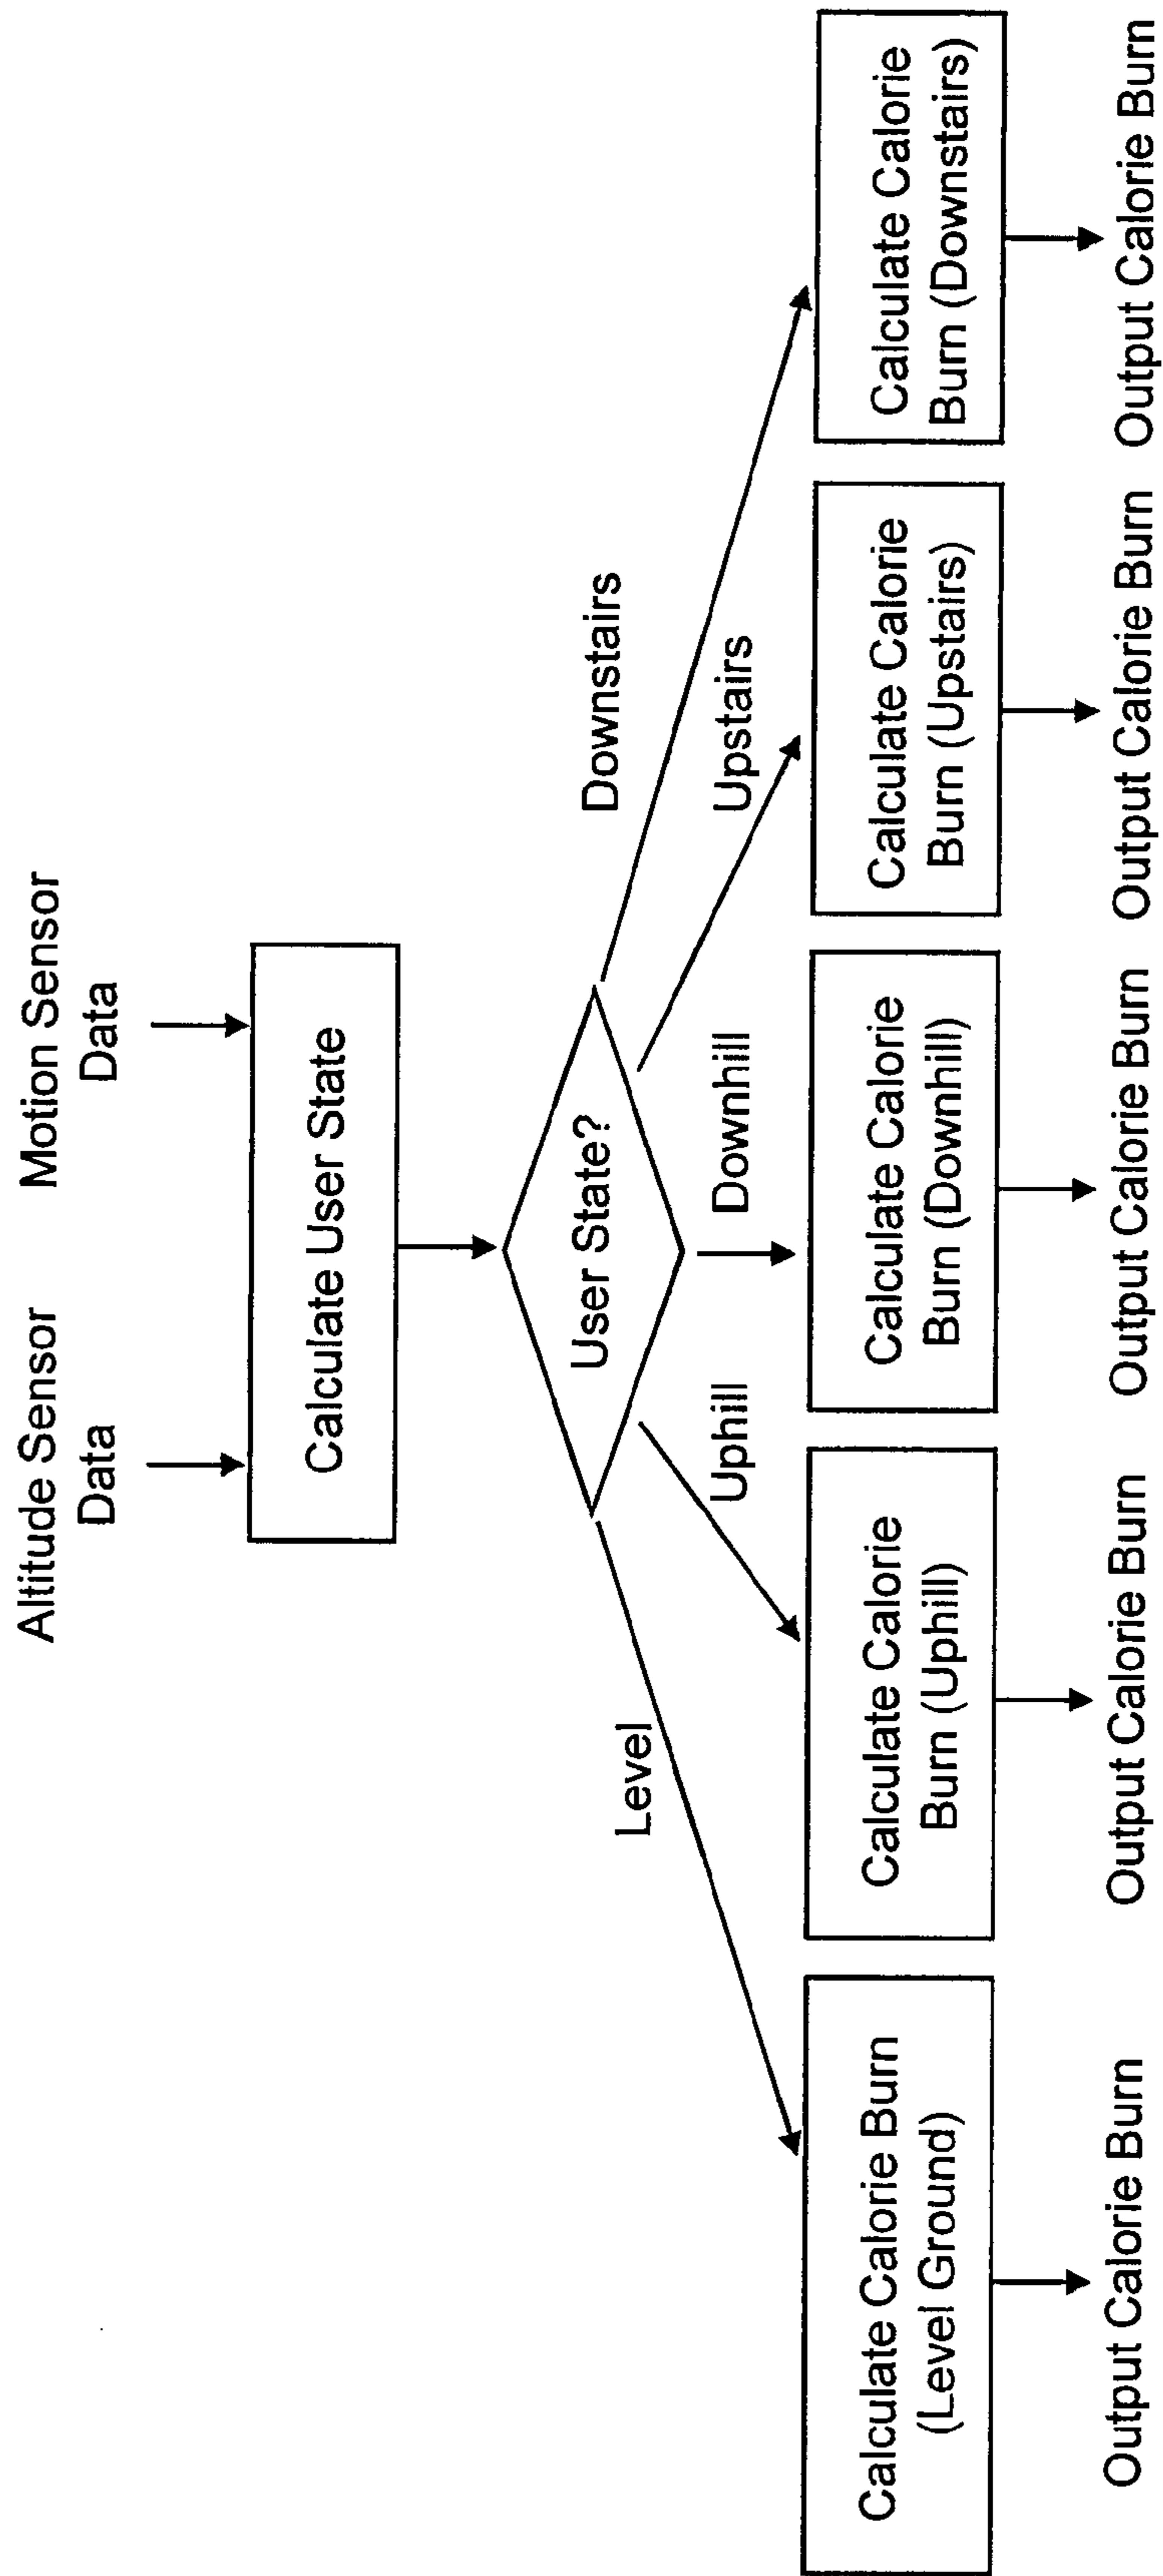 Altitude Sensor
Data
Motion Sensor
Data
Calculate User State
User State?
Level
Uphill
Downhill
Upstairs
Downstairs
Calculate Calorie Burn
(Level Ground)
Calculate Calorie
Burn (Uphill)
Calculate Calorie
Burn (Downhill)
Calculate Calorie
Burn (Upstairs)
Calculate Calorie
Burn (Downstairs)
Output Calorie Burn
Output Calorie Burn
Output Calorie Burn
Output Calorie Burn
Output Calorie Burn